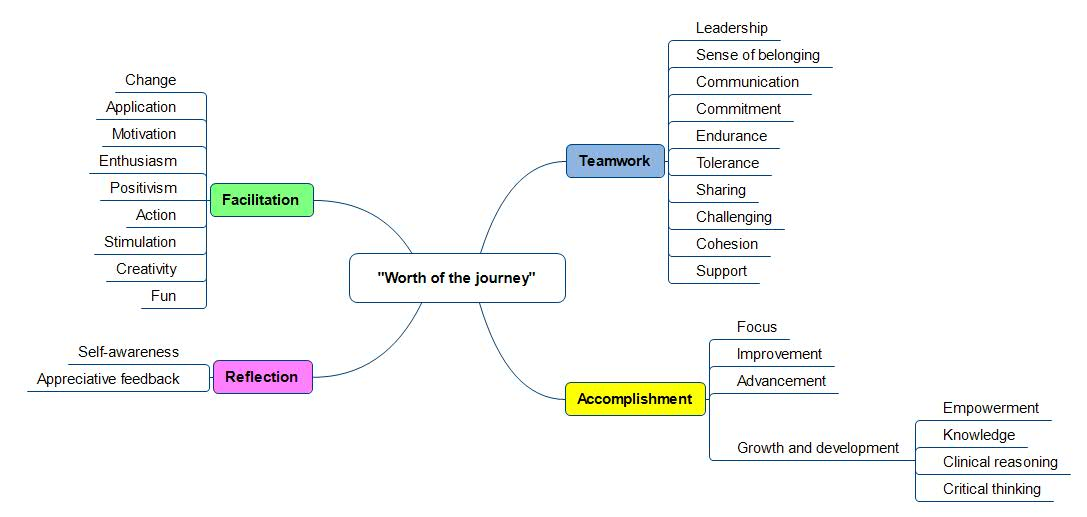 "Worth of the journey"
Facilitation
Change
Application
Motivation
Enthusiasm
Positivism
Action
Stimulation
Creativity
Fun
Reflection
Self-awareness
Appreciative feedback
Teamwork
Leadership
Sense of belonging
Communication
Commitment
Endurance
Tolerance
Sharing
Challenging
Cohesion
Support
Accomplishment
Focus
Improvement
Advancement
Growth and development
Empowerment
Knowledge
Clinical reasoning
Critical thinking